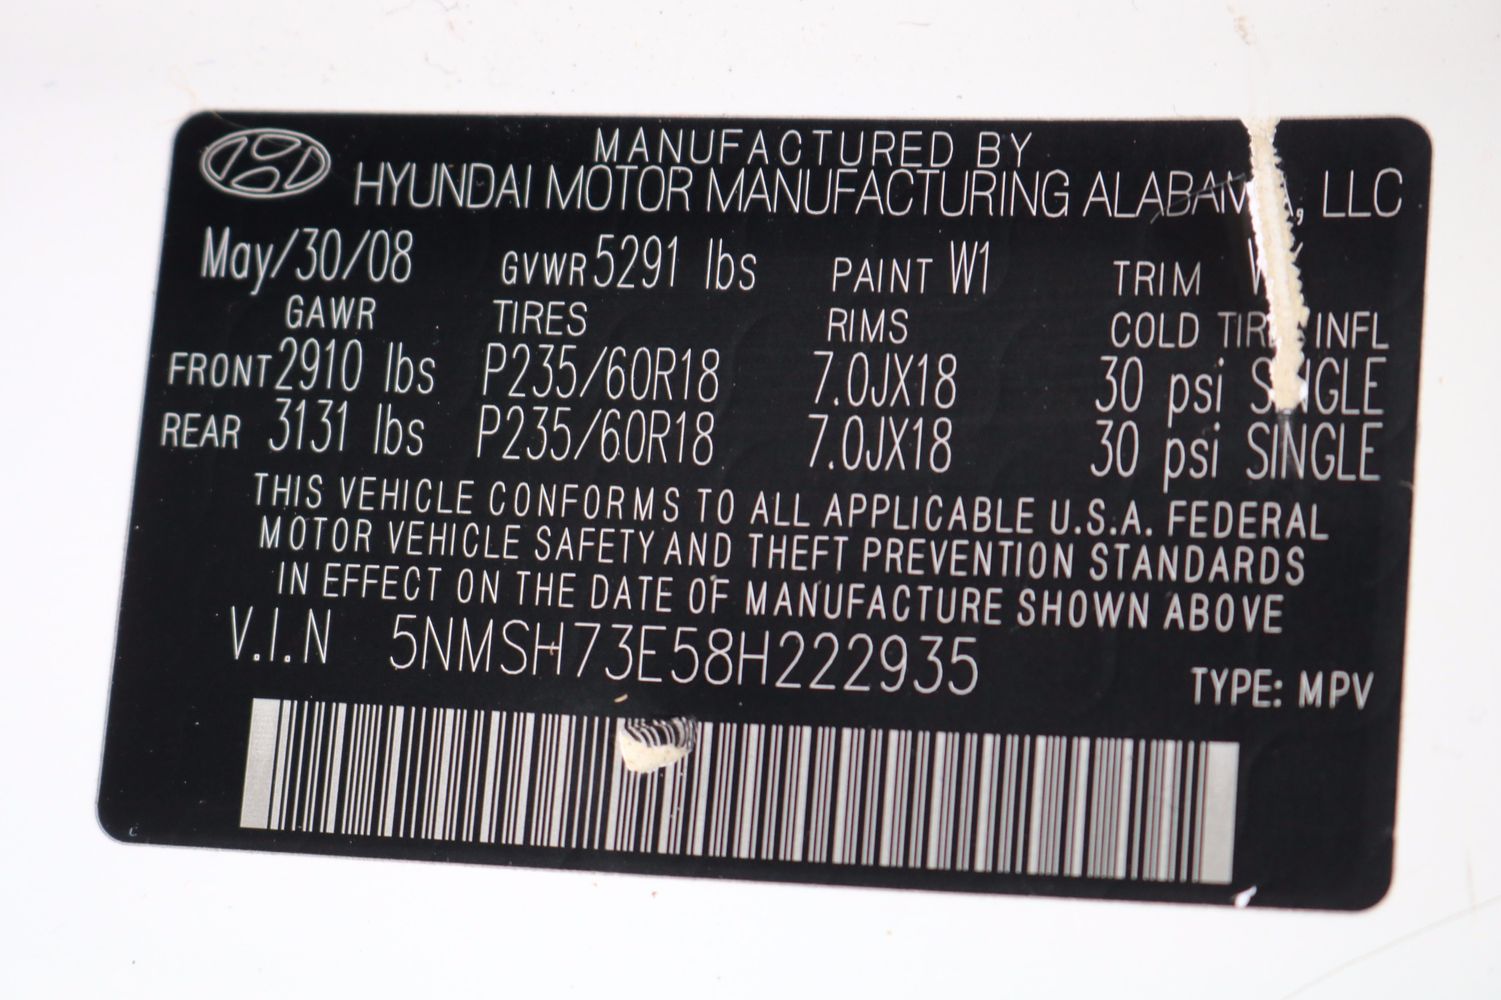 MANUFACTURED BY
HYUNDAI MOTOR MANUFACTURING ALABAMA, LLC
May/30/08 GVWR 5291 lbs PAINT W1 TRIM
GAWR TIRES RIMS COLD TIRE INFL
FRONT 2910 lbs P235/60R18 7.0JX18 30 psi SINGLE
REAR 3131 lbs P235/60R18 7.0JX18 30 psi SINGLE
THIS VEHICLE CONFORMS TO ALL APPLICABLE U.S.A. FEDERAL
MOTOR VEHICLE SAFETY AND THEFT PREVENTION STANDARDS
IN EFFECT ON THE DATE OF MANUFACTURE SHOWN ABOVE
V.I.N 5NMSH73E58H222935
TYPE: MPV